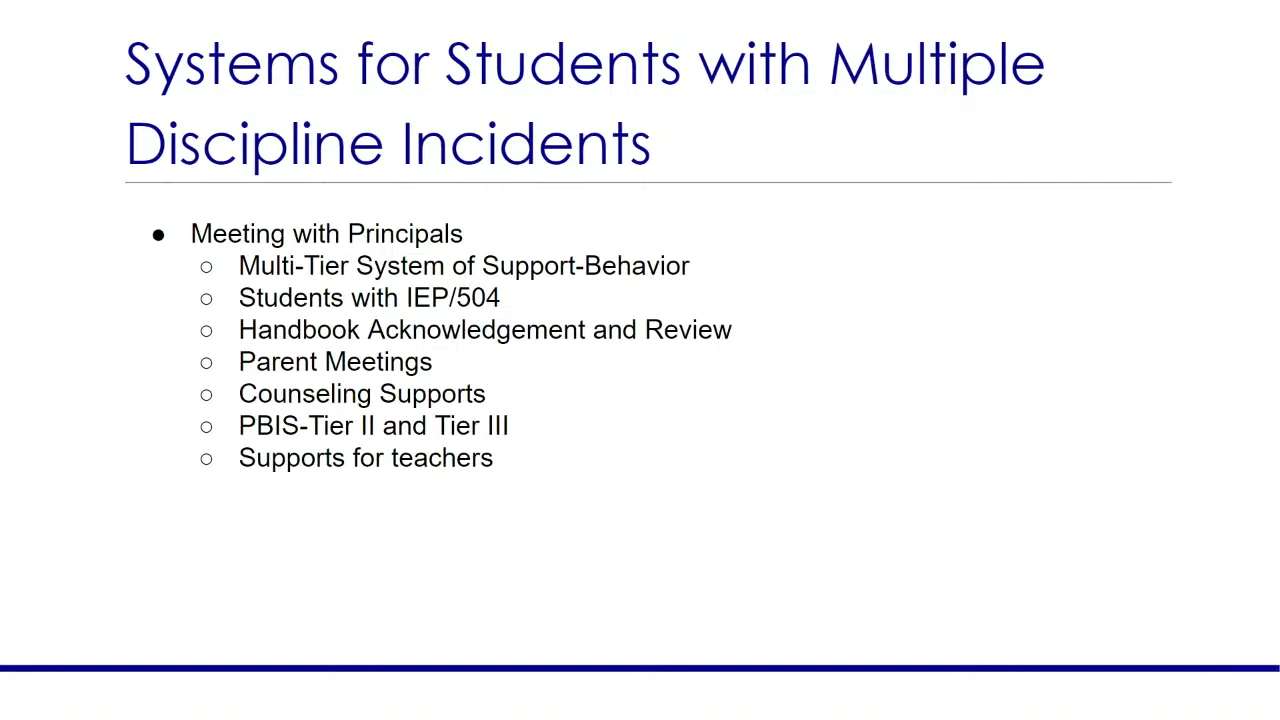 Systems for Students with Multiple
Discipline Incidents
● Meeting with Principals
○ Multi-Tier System of Support-Behavior
○ Students with IEP/504
○ Handbook Acknowledgement and Review
○ Parent Meetings
○ Counseling Supports
○ PBIS-Tier II and Tier III
○ Supports for teachers